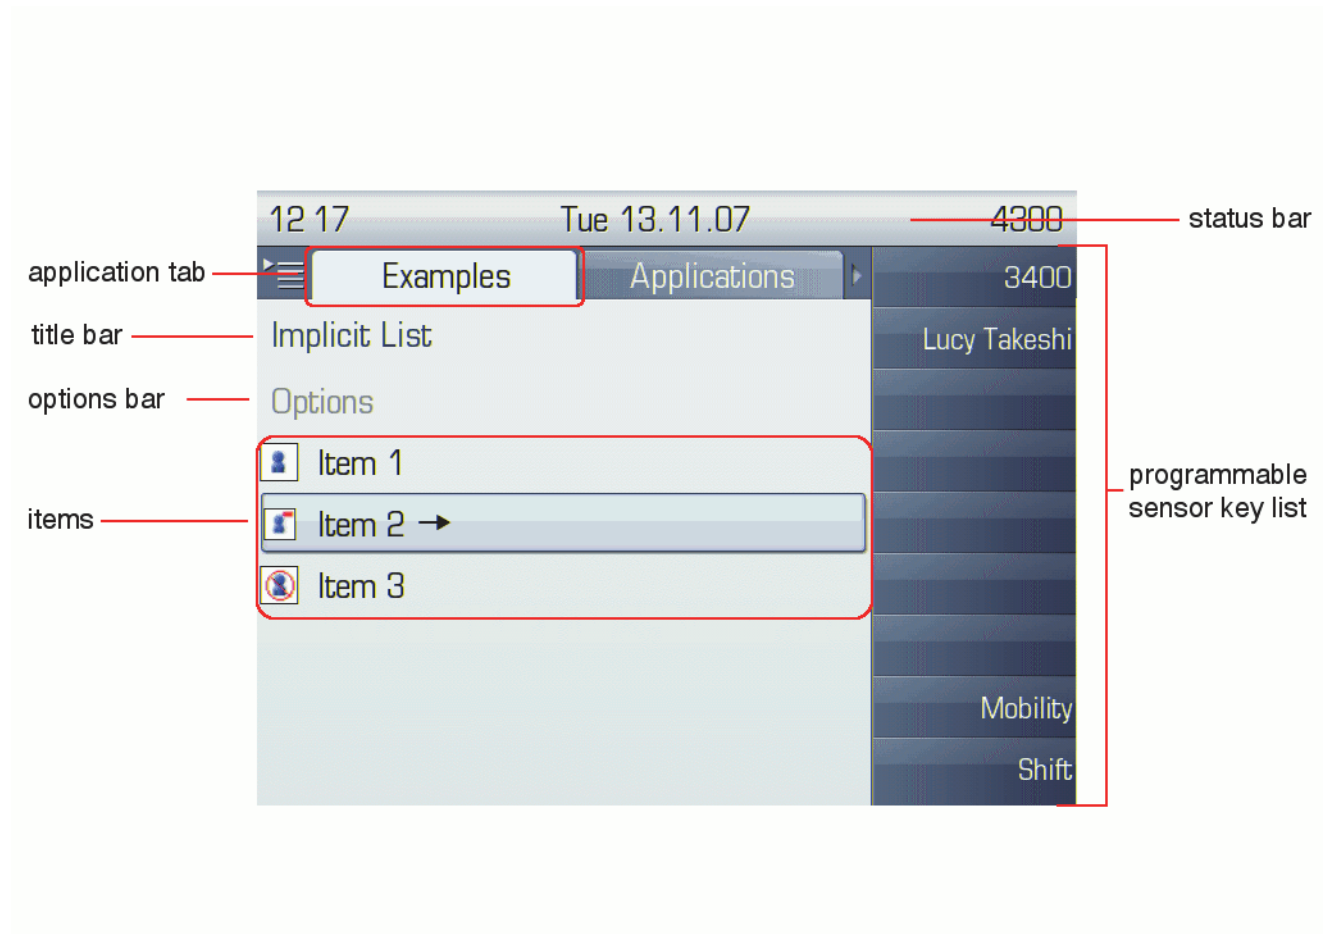 12 17 Tue 13.11.07 4300
status bar
application tab
Examples Applications
3400
title bar
Implicit List
Lucy Takeshi
options bar
Options
Item 1
items
Item 2 →
Item 3
programmable
sensor key list
Mobility
Shift